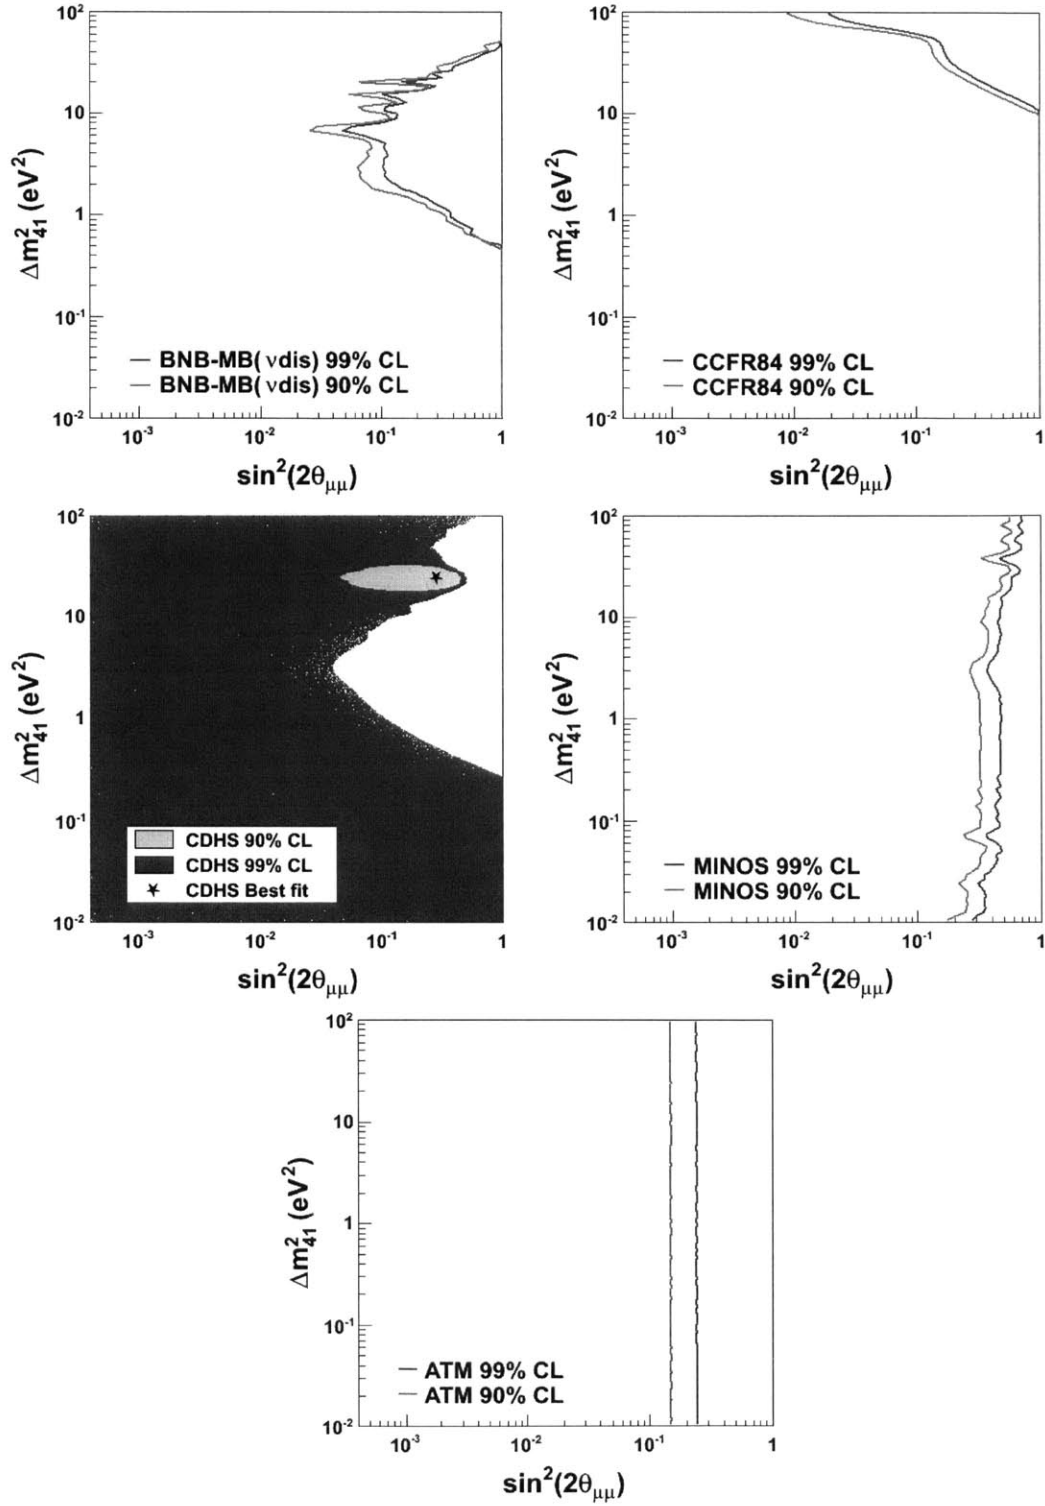 10²
10
1
10⁻¹
10⁻²
Δm²₄₁ (eV²)
BNB-MB( νdis) 99% CL
BNB-MB( νdis) 90% CL
10⁻³ 10⁻² 10⁻¹ 1
sin²(2θμμ)
10²
10
1
10⁻¹
10⁻²
Δm²₄₁ (eV²)
CCFR84 99% CL
CCFR84 90% CL
10⁻³ 10⁻² 10⁻¹ 1
sin²(2θμμ)
10²
10
1
10⁻¹
10⁻²
Δm²₄₁ (eV²)
CDHS 90% CL
CDHS 99% CL
CDHS Best fit
10⁻³ 10⁻² 10⁻¹ 1
sin²(2θμμ)
10²
10
1
10⁻¹
10⁻²
Δm²₄₁ (eV²)
MINOS 99% CL
MINOS 90% CL
10⁻³ 10⁻² 10⁻¹ 1
sin²(2θμμ)
10²
10
1
10⁻¹
10⁻²
Δm²₄₁ (eV²)
ATM 99% CL
ATM 90% CL
10⁻³ 10⁻² 10⁻¹ 1
sin²(2θμμ)